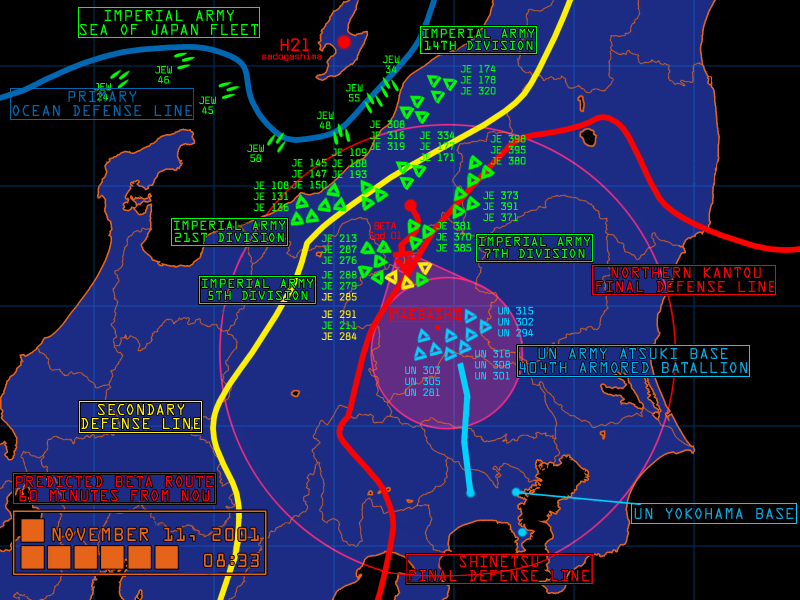 IMPERIAL ARMY
SEA OF JAPAN FLEET
H21
sadogashima
IMPERIAL ARMY
14TH DIVISION
JEW
34
JEW
46
JEW
24
JEW
45
JEW
55
JEW
48
JEW
58
PRIMARY
OCEAN DEFENSE LINE
JE 174
JE 178
JE 320
JE 308
JE 316
JE 319
JE 334
JE 171
JE 398
JE 395
JE 380
JE 109
JE 188
JE 193
JE 145
JE 147
JE 150
JE 108
JE 131
JE 136
JE 373
JE 391
JE 371
JE 381
JE 370
JE 385
IMPERIAL ARMY
21ST DIVISION
IMPERIAL ARMY
7TH DIVISION
BETA
JE 213
JE 287
JE 276
JE 288
JE 279
JE 285
JE 291
JE 211
JE 284
IMPERIAL ARMY
5TH DIVISION
NORTHERN KANTOU
FINAL DEFENSE LINE
MAEBASHI
UN 315
UN 302
UN 294
UN 316
UN 308
UN 301
UN 303
UN 305
UN 281
UN ARMY ATSUKI BASE
404TH ARMORED BATALLION
SECONDARY
DEFENSE LINE
PREDICTED BETA ROUTE
60 MINUTES FROM NOW
NOVEMBER 11, 2001
08:33
UN YOKOHAMA BASE
SHINETSU
FINAL DEFENSE LINE